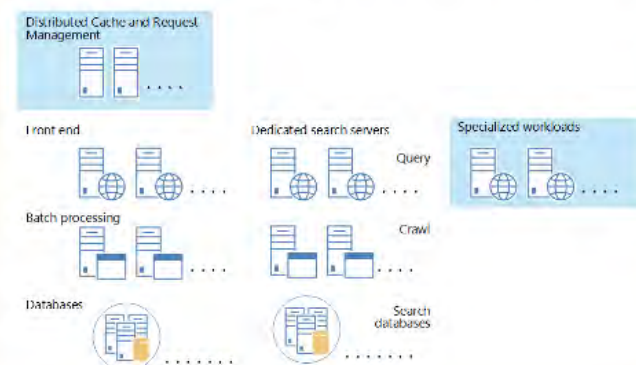 Distributed Cache and Request
Management
Front end
Dedicated search servers
Specialized workloads
Query
Batch processing
Crawl
Databases
Search
databases